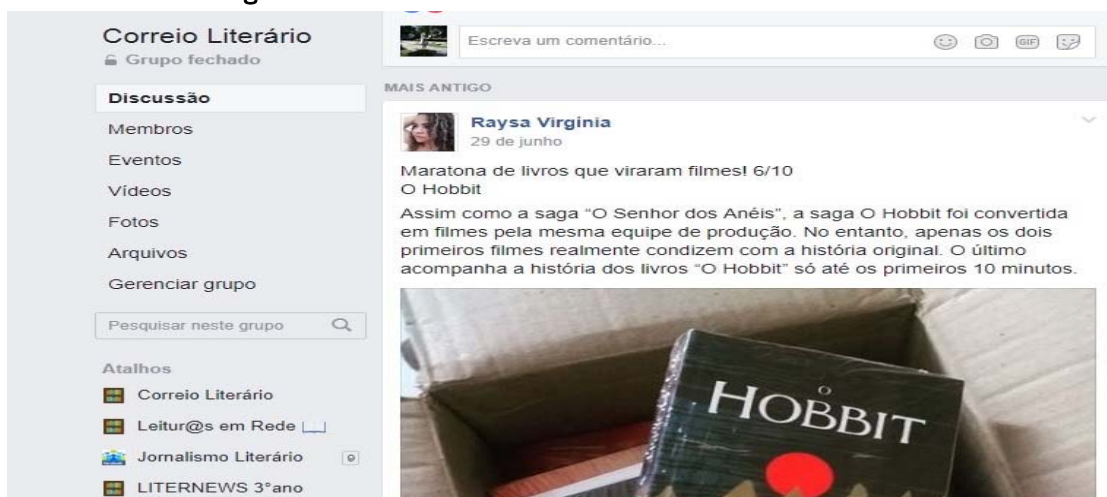 Correio Literário
Grupo fechado
Discussão
Membros
Eventos
Vídeos
Fotos
Arquivos
Gerenciar grupo
Pesquisar neste grupo
Atalhos
Correio Literário
Leitur@s em Rede
Jornalismo Literário 9
LITERNEWS 3°ano
Escreva um comentário...
GIF
MAIS ANTIGO
Raysa Virgínia
29 de junho
Maratona de livros que viraram filmes! 6/10
O Hobbit
Assim como a saga “O Senhor dos Anéis”, a saga O Hobbit foi convertida
em filmes pela mesma equipe de produção. No entanto, apenas os dois
primeiros filmes realmente condizem com a história original. O último
acompanha a história dos livros “O Hobbit” só até os primeiros 10 minutos.
O
HOBBIT